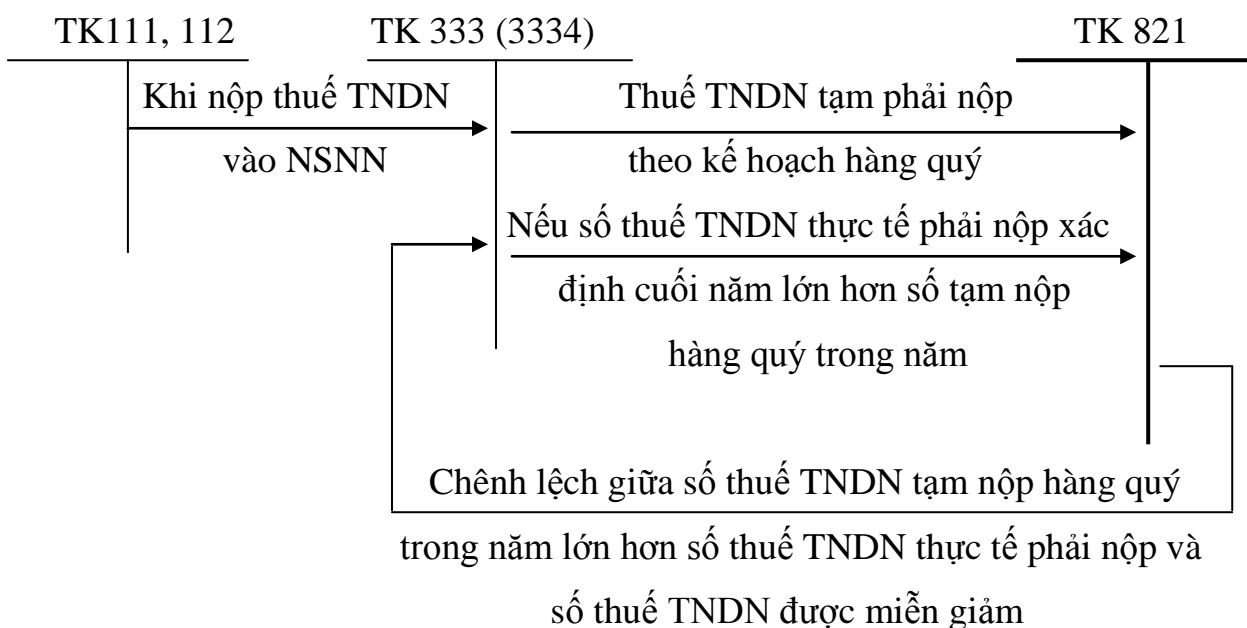 TK111, 112
TK 333 (3334)
TK 821
Khi nộp thuế TNDN
vào NSNN
Thuế TNDN tạm phải nộp
theo kế hoạch hàng quý
Nếu số thuế TNDN thực tế phải nộp xác
định cuối năm lớn hơn số tạm nộp
hàng quý trong năm
Chênh lệch giữa số thuế TNDN tạm nộp hàng quý
trong năm lớn hơn số thuế TNDN thực tế phải nộp và
số thuế TNDN được miễn giảm